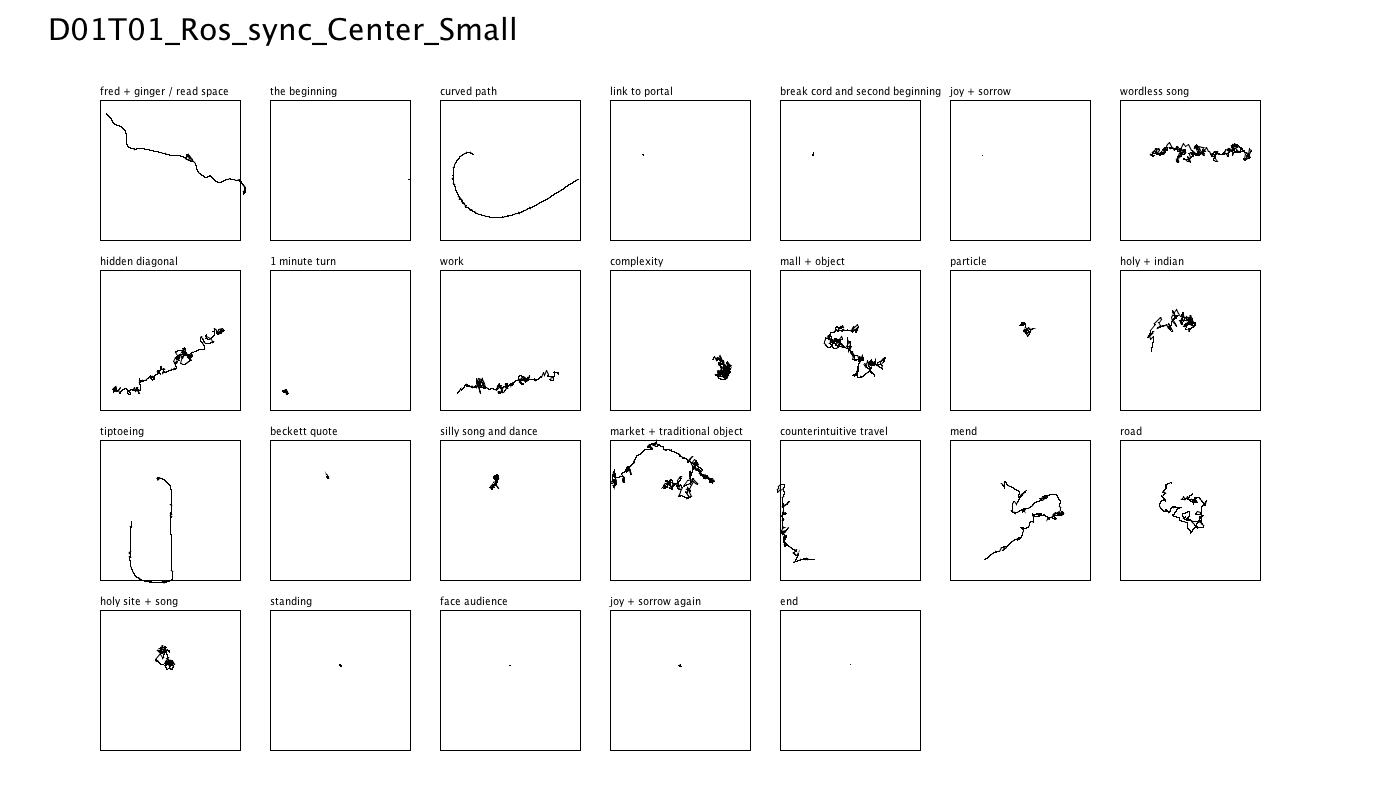 D01T01_Ros_sync_Center_Small
fred + ginger / read space
the beginning
curved path
link to portal
break cord and second beginning
joy + sorrow
wordless song
hidden diagonal
1 minute turn
work
complexity
mall + object
particle
holy + indian
tiptoeing
beckett quote
silly song and dance
market + traditional object
counterintuitive travel
mend
road
holy site + song
standing
face audience
joy + sorrow again
end